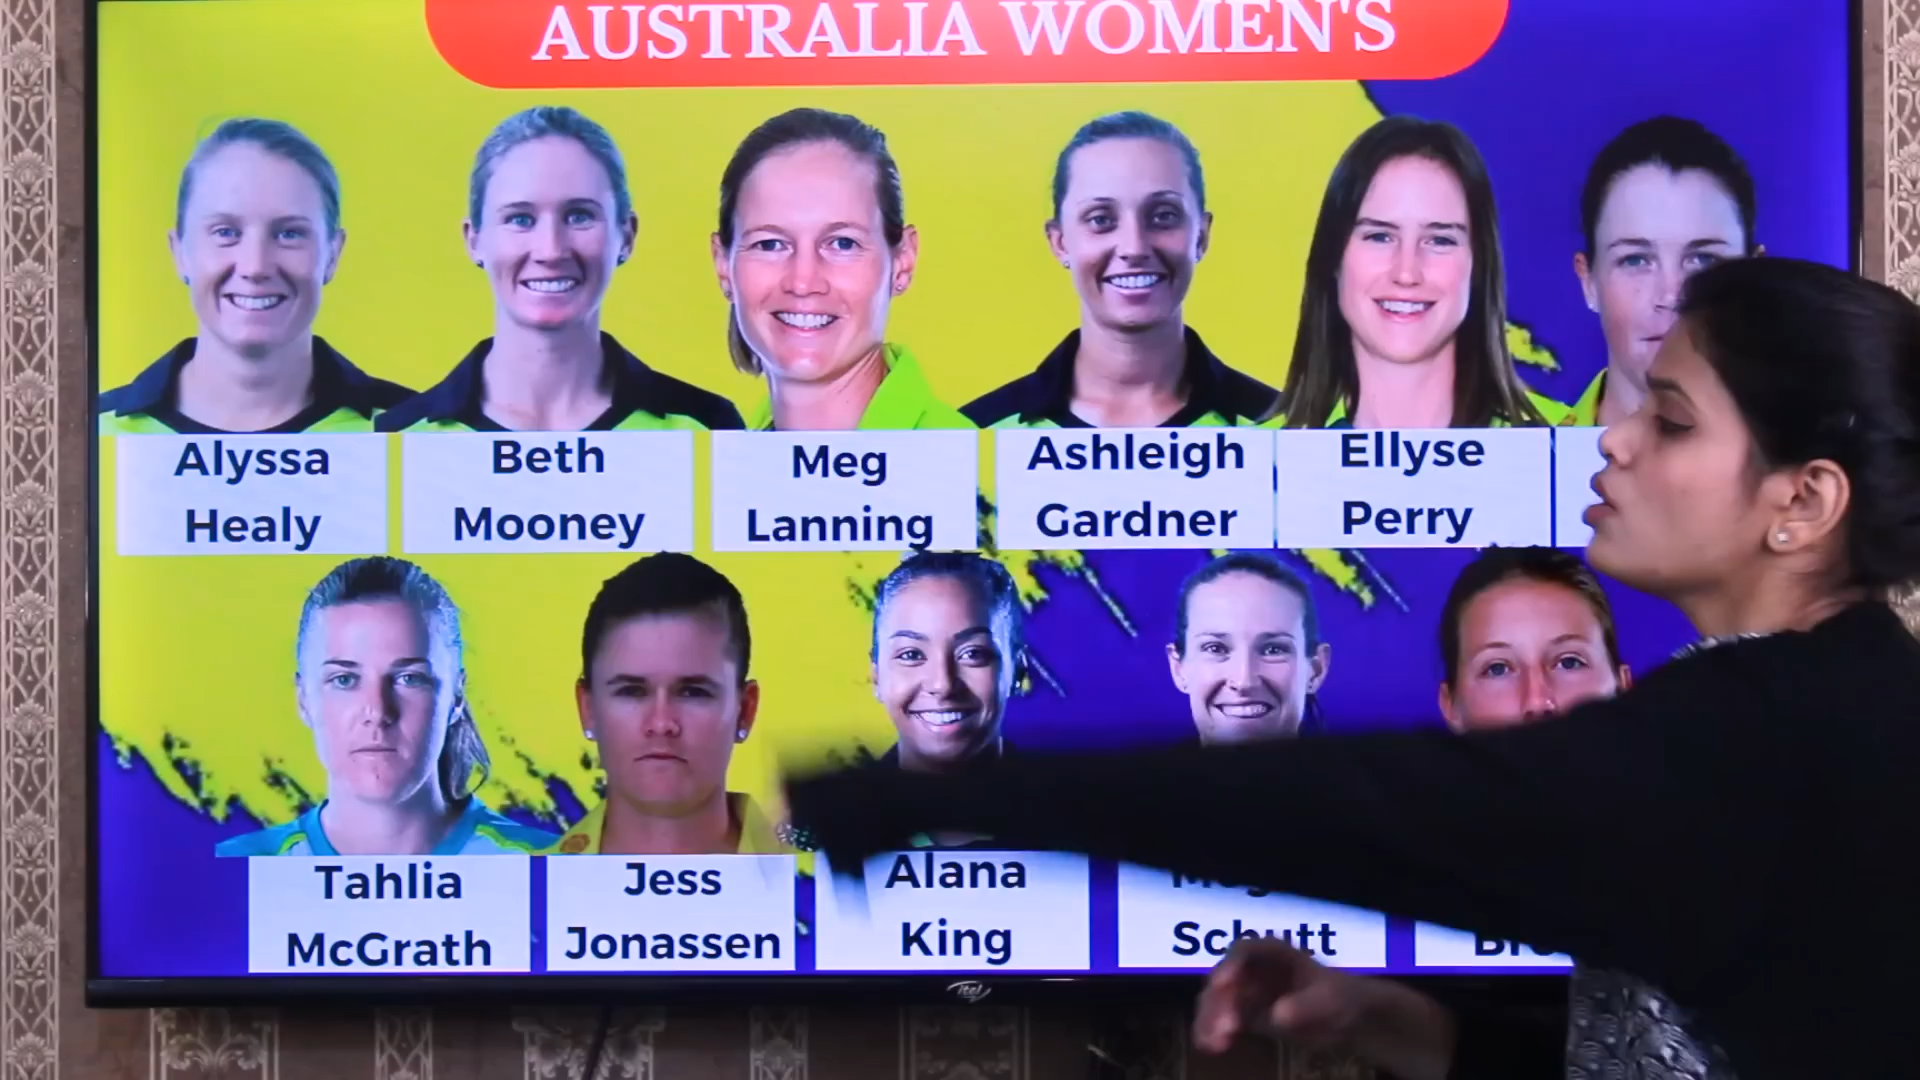 AUSTRALIA WOMEN'S
Alyssa
Healy
Beth
Mooney
Meg
Lanning
Ashleigh
Gardner
Ellyse
Perry
Tahlia
McGrath
Jess
Jonassen
Alana
King
Schutt
itel